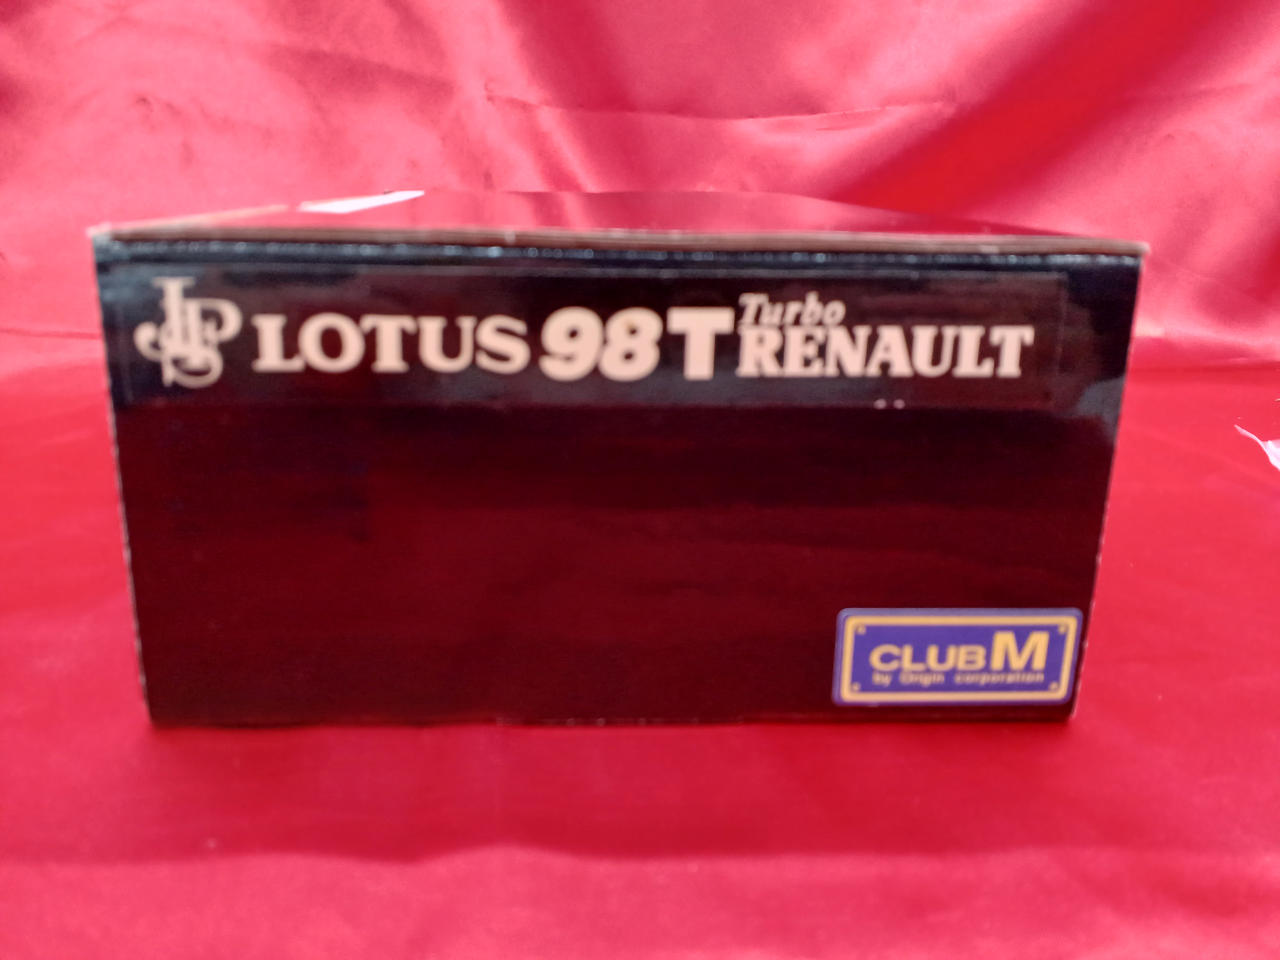 JPS LOTUS 98T Turbo RENAULT
CLUB M
by Origin corporation